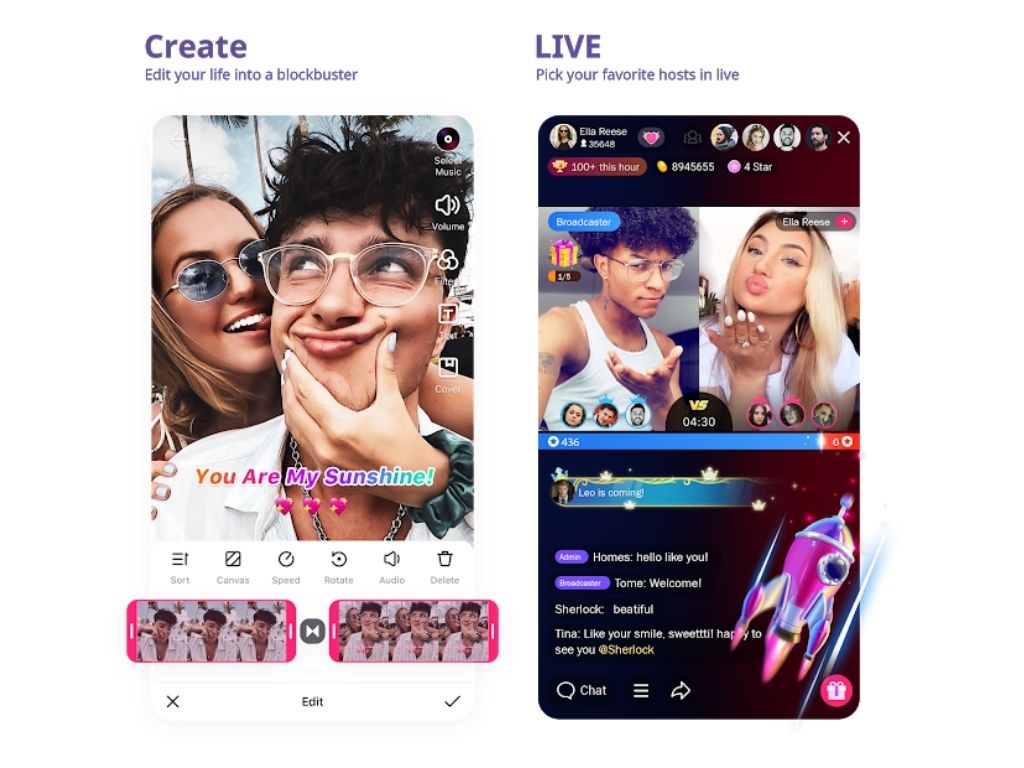 Create
Edit your life into a blockbuster
Select
Music
Volume
Filter
Text
Cover
You Are My Sunshine!
Sort Canvas Speed Rotate Audio Delete
Edit
LIVE
Pick your favorite hosts in live
Ella Reese
35648
100+ this hour 8945655 4 Star
Broadcaster Ella Reese +
1/5
VS
04:30
436 0
Leo is coming!
Admin Homes: hello like you!
Broadcaster Tome: Welcome!
Sherlock: beatiful
Tina: Like your smile, sweettti! happy to
see you @Sherlock
Chat